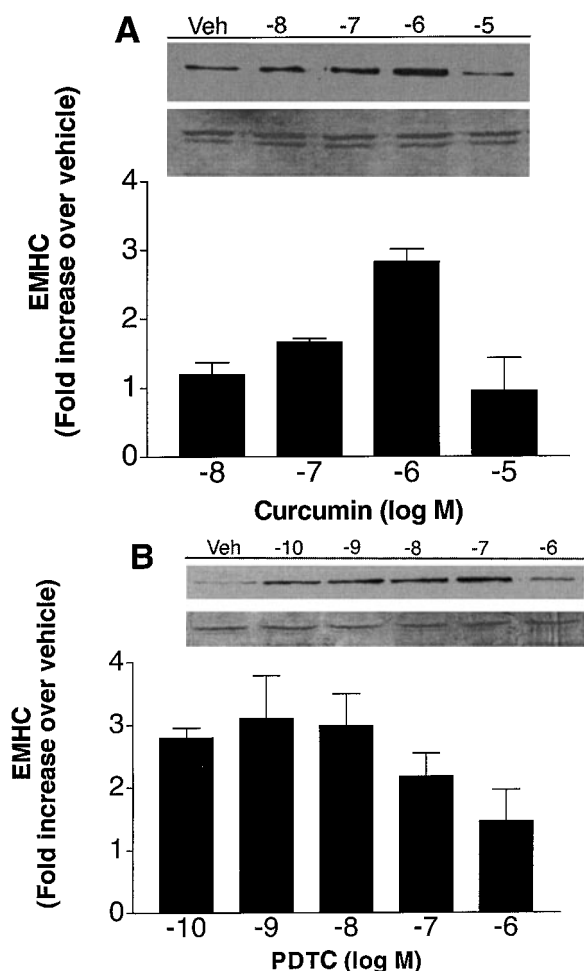 A
Veh -8 -7 -6 -5
EMHC
(Fold increase over vehicle)
4
3
2
1
0
-8 -7 -6 -5
Curcumin (log M)
B
Veh -10 -9 -8 -7 -6
EMHC
(Fold increase over vehicle)
4
3
2
1
0
-10 -9 -8 -7 -6
PDTC (log M)